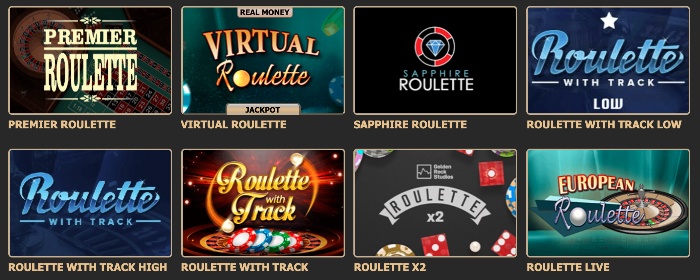 PREMIER
ROULETTE
PREMIER ROULETTE
REAL MONEY
VIRTUAL
Roulette
JACKPOT
VIRTUAL ROULETTE
SAPPHIRE
ROULETTE
SAPPHIRE ROULETTE
Roulette
WITH TRACK
LOW
ROULETTE WITH TRACK LOW
Roulette
WITH TRACK
ROULETTE WITH TRACK HIGH
Roulette
with
Track
ROULETTE WITH TRACK
Golden
Rock
Studios
ROULETTE
x2
ROULETTE X2
EUROPEAN
Roulette
ROULETTE LIVE